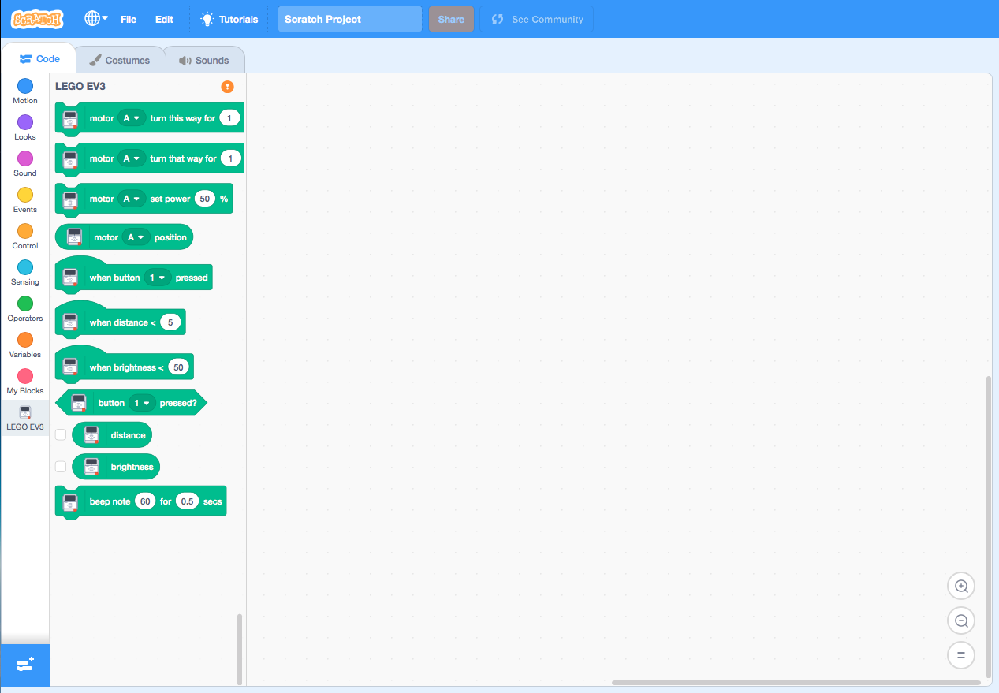 SCRATCH File Edit Tutorials Scratch Project Share See Community
Code Costumes Sounds
Motion
Looks
Sound
Events
Control
Sensing
Operators
Variables
My Blocks
LEGO EV3
LEGO EV3 !
motor A turn this way for 1
motor A turn that way for 1
motor A set power 50 %
motor A position
when button 1 pressed
when distance < 5
when brightness < 50
button 1 pressed?
distance
brightness
beep note 60 for 0.5 secs